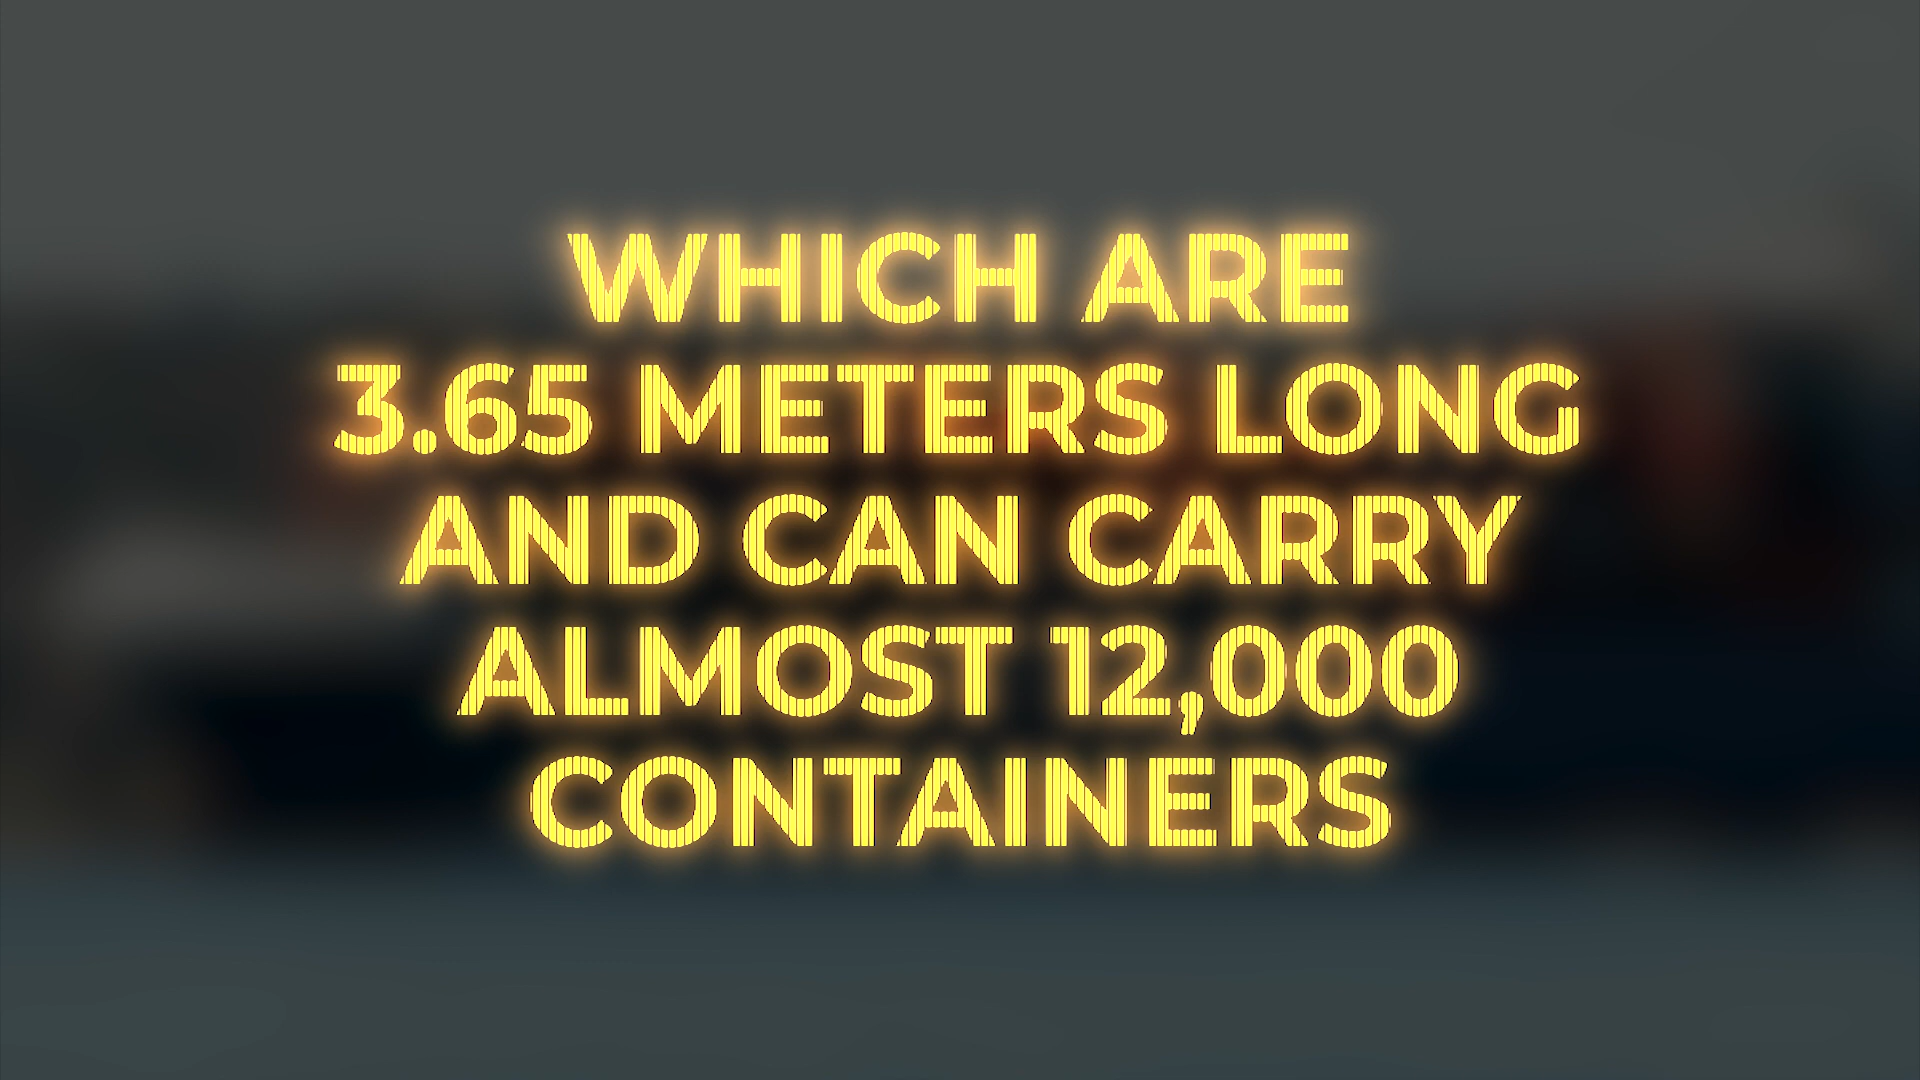 WHICH ARE
3.65 METERS LONG
AND CAN CARRY
ALMOST 12,000
CONTAINERS